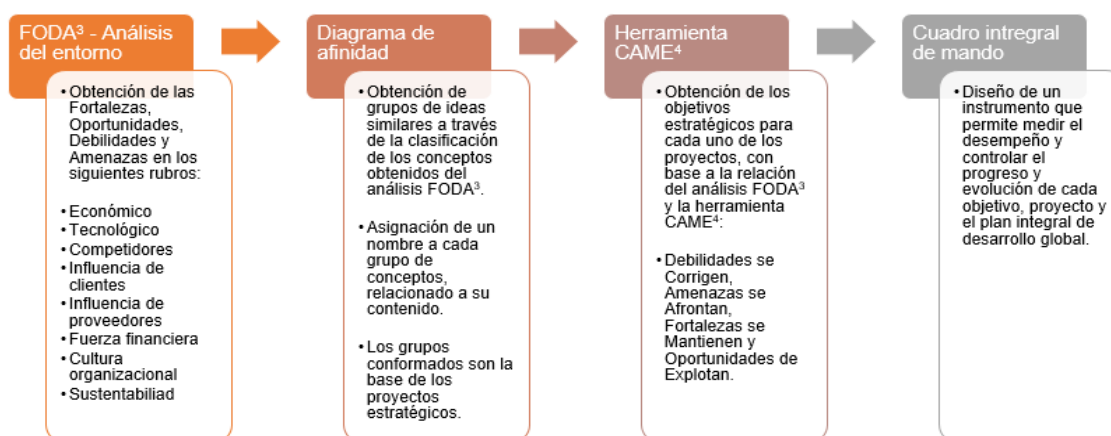 FODA³ - Análisis
del entorno
• Obtención de las
Fortalezas,
Oportunidades,
Debilidades y
Amenazas en los
siguientes rubros:
• Económico
• Tecnológico
• Competidores
• Influencia de
clientes
• Influencia de
proveedores
• Fuerza financiera
• Cultura
organizacional
• Sustentabiliad
Diagrama de
afinidad
• Obtención de
grupos de ideas
similares a través
de la clasificación
de los conceptos
obtenidos del
análisis FODA³.
• Asignación de un
nombre a cada
grupo de
conceptos,
relacionado a su
contenido.
• Los grupos
conformados son la
base de los
proyectos
estratégicos.
Herramienta
CAME⁴
• Obtención de los
objetivos
estratégicos para
cada uno de los
proyectos, con
base a la relación
del análisis FODA³
y la herramienta
CAME⁴:
• Debilidades se
Corrigen,
Amenazas se
Afrontan,
Fortalezas se
Mantienen y
Oportunidades de
Explotan.
Cuadro intregral
de mando
• Diseño de un
instrumento que
permite medir el
desempeño y
controlar el
progreso y
evolución de cada
objetivo, proyecto y
el plan integral de
desarrollo global.